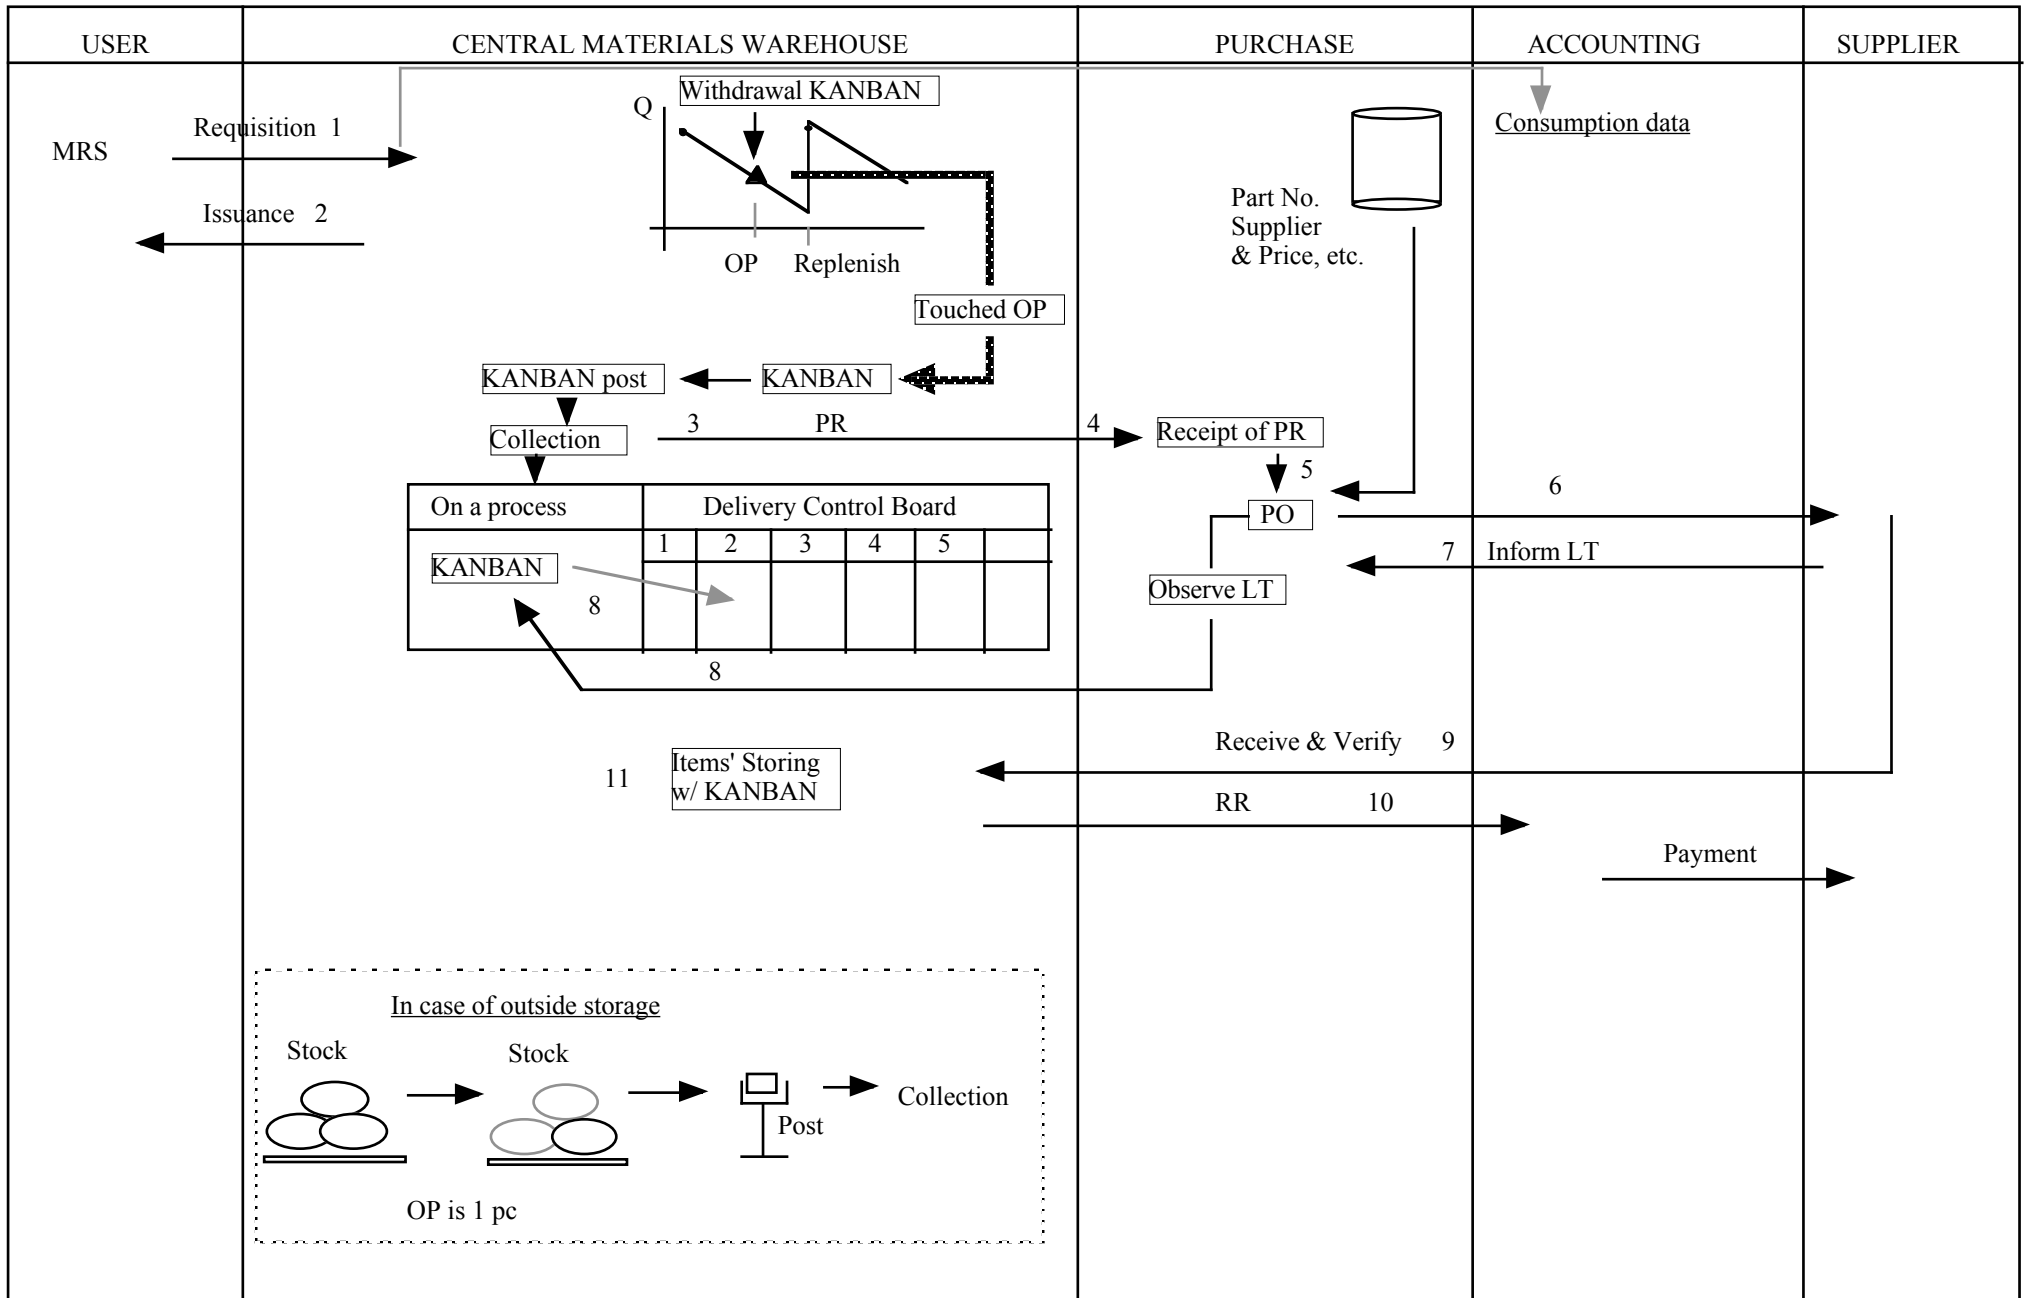 USER
CENTRAL MATERIALS WAREHOUSE
PURCHASE
ACCOUNTING
SUPPLIER
MRS
Requisition 1
Issuance 2
Withdrawal KANBAN
Q
OP
Replenish
Touched OP
KANBAN post
KANBAN
Collection
3
PR
4
Receipt of PR
Part No.
Supplier
& Price, etc.
Consumption data
5
PO
6
7
Inform LT
Observe LT
On a process
Delivery Control Board
1 2 3 4 5
KANBAN
8
8
Receive & Verify 9
11
Items' Storing
w/ KANBAN
RR 10
Payment
In case of outside storage
Stock
Stock
Post
Collection
OP is 1 pc